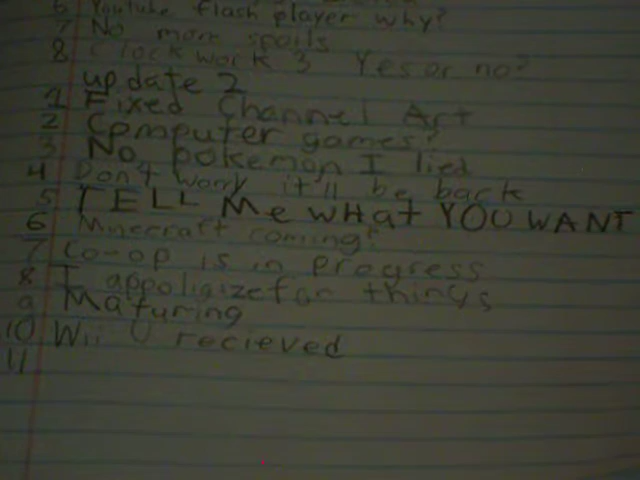 6 Youtube flash player why?
7 No more spoils
8 Clock work 3 Yes or no?
update 2
1 Fixed Channel Art
2 Computer games?
3 No pokemon I lied
4 Don't worry it'll be back
5 TELL Me wHat YOU WANT
6 Minecraft coming?
7 Co-op is in progress
8 I appoligize for things
9 Maturing
10 Wii U recieved
11